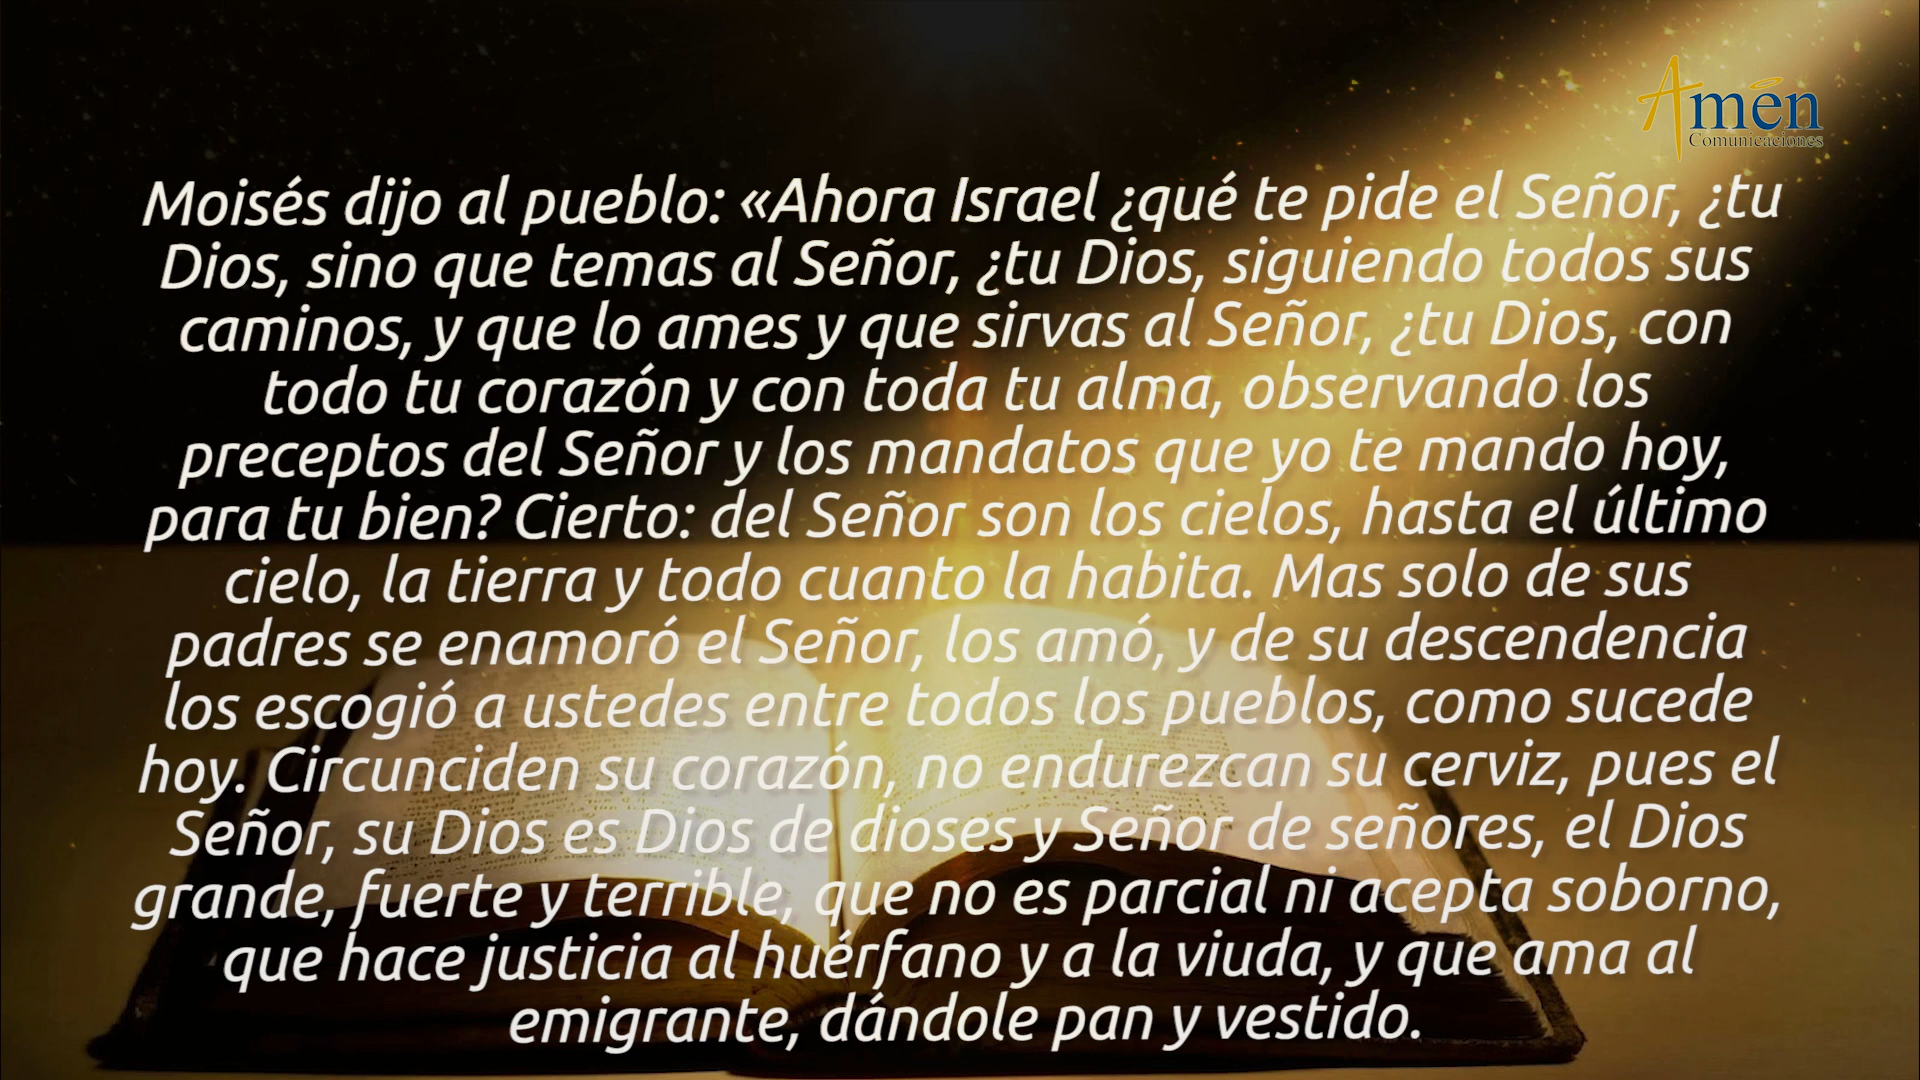 Amén
Comunicaciones
Moisés dijo al pueblo: «Ahora Israel ¿qué te pide el Señor, ¿tu
Dios, sino que temas al Señor, ¿tu Dios, siguiendo todos sus
caminos, y que lo ames y que sirvas al Señor, ¿tu Dios, con
todo tu corazón y con toda tu alma, observando los
preceptos del Señor y los mandatos que yo te mando hoy,
para tu bien? Cierto: del Señor son los cielos, hasta el último
cielo, la tierra y todo cuanto la habita. Mas solo de sus
padres se enamoró el Señor, los amó, y de su descendencia
los escogió a ustedes entre todos los pueblos, como sucede
hoy. Circunciden su corazón, no endurezcan su cerviz, pues el
Señor, su Dios es Dios de dioses y Señor de señores, el Dios
grande, fuerte y terrible, que no es parcial ni acepta soborno,
que hace justicia al huérfano y a la viuda, y que ama al
emigrante, dándole pan y vestido.